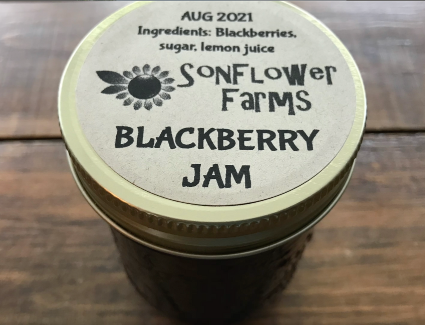 AUG 2021
Ingredients: Blackberries,
sugar, lemon juice
SonFlower
Farms
BLACKBERRY
JAM